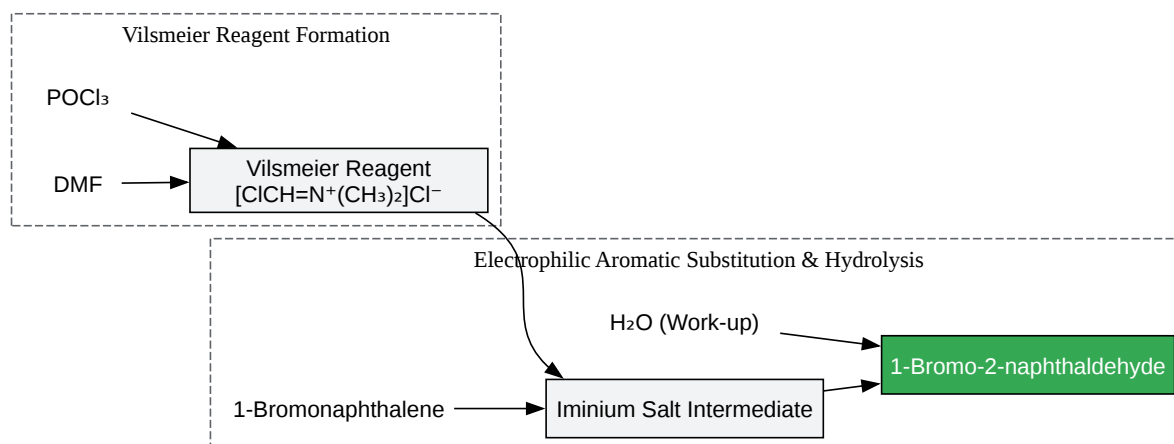 Vilsmeier Reagent Formation
POCl₃
DMF
Vilsmeier Reagent
[ClCH=N⁺(CH₃)₂]Cl⁻
Electrophilic Aromatic Substitution & Hydrolysis
H₂O (Work-up)
1-Bromo-2-naphthaldehyde
1-Bromonaphthalene
Iminium Salt Intermediate